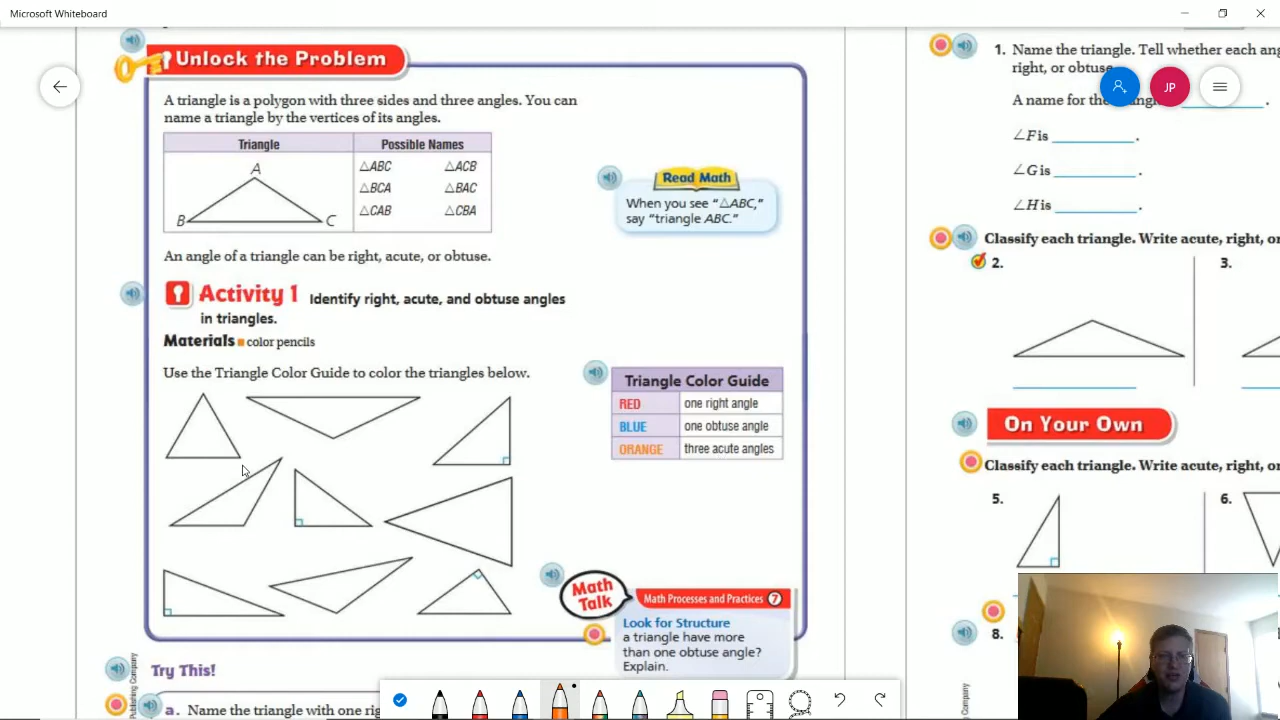 Microsoft Whiteboard
Unlock the Problem
A triangle is a polygon with three sides and three angles. You can
name a triangle by the vertices of its angles.
Triangle
Possible Names
A
B
C
△ABC △ACB
△BCA △BAC
△CAB △CBA
Read Math
When you see “△ABC,”
say “triangle ABC.”
An angle of a triangle can be right, acute, or obtuse.
Activity 1 Identify right, acute, and obtuse angles
in triangles.
Materials ■ color pencils
Use the Triangle Color Guide to color the triangles below.
Triangle Color Guide
RED one right angle
BLUE one obtuse angle
ORANGE three acute angles
Math
Talk
Math Processes and Practices 7
Look for Structure
a triangle have more
than one obtuse angle?
Explain.
Publishing Company
Try This!
a. Name the triangle with one
1. Name the triangle. Tell whether each
right, or obtuse
A name for the
JP
∠F is ________.
∠G is ________.
∠H is ________.
Classify each triangle. Write acute, right,
2.
3.
On Your Own
Classify each triangle. Write acute, right,
5.
6.
8.
Company